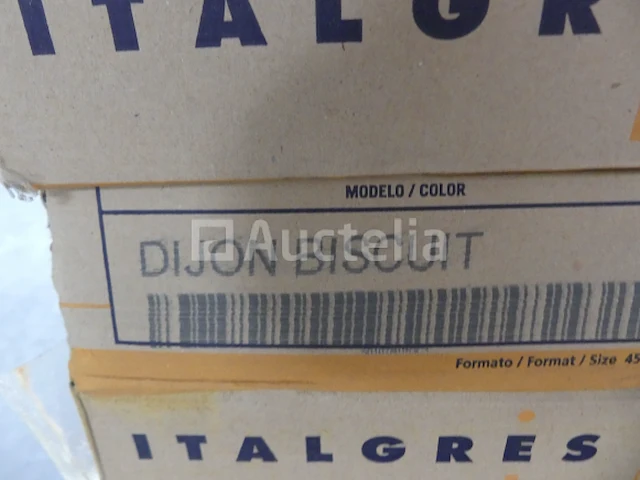 ITALGR
MODELO / COLOR
DIJON BISCUIT
Auctelia
Formato / Format / Size 45
ITALGRES